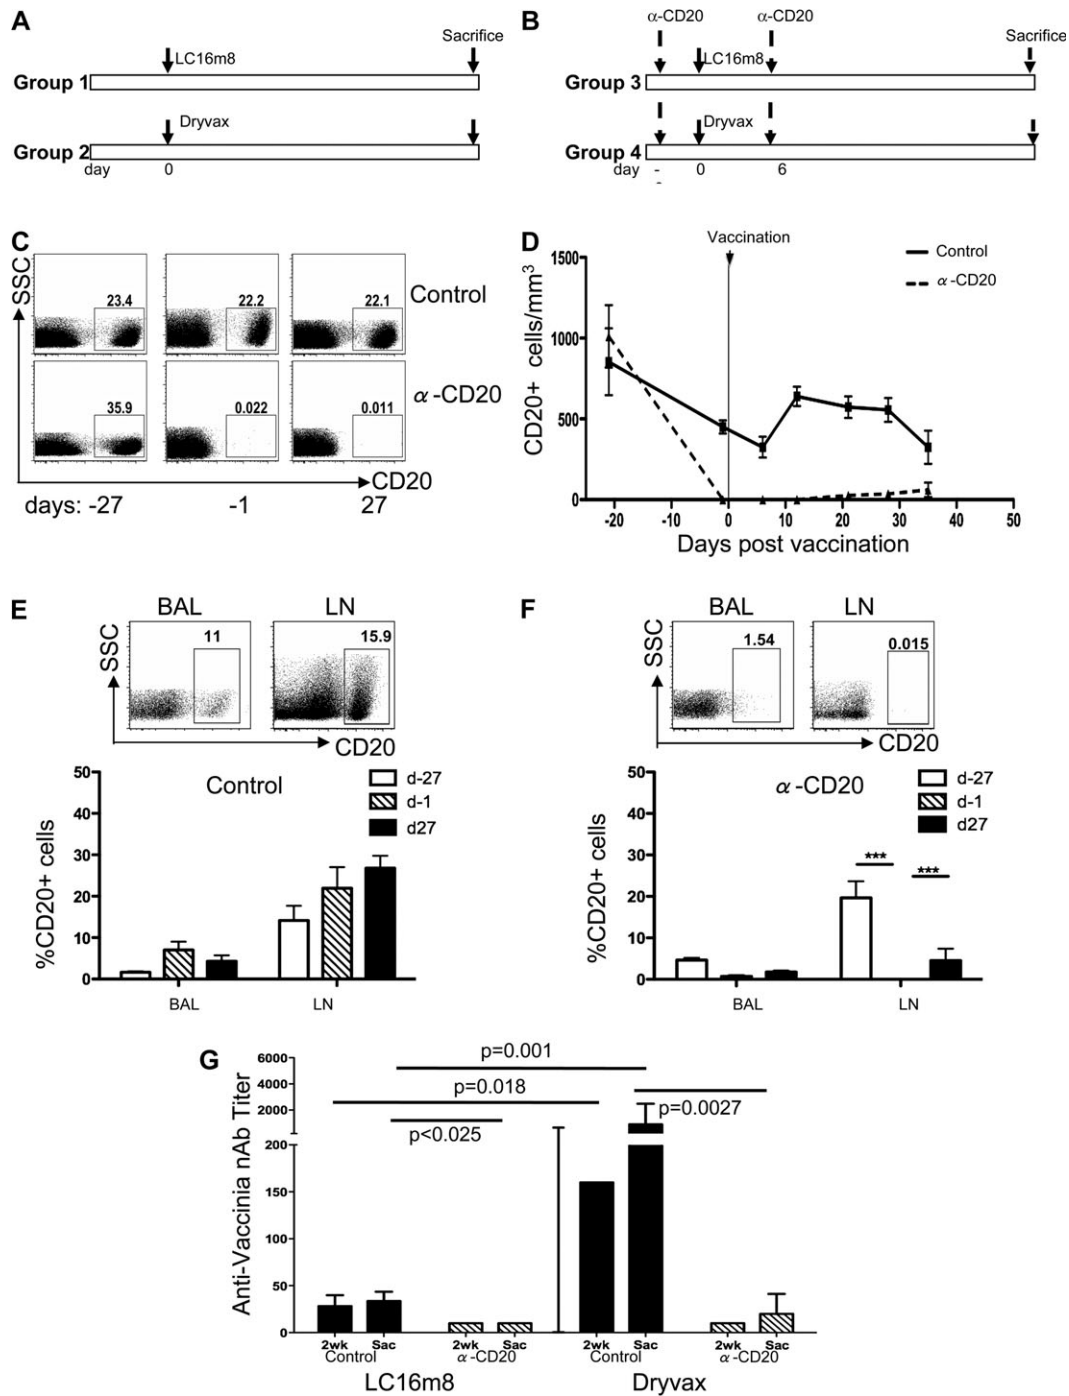 A
Sacrifice
LC16m8
Group 1
Dryvax
Group 2
day 0
B
α-CD20 α-CD20
Sacrifice
LC16m8
Group 3
Dryvax
Group 4
day - 0 6
-
C
SSC
23.4 22.2 22.1
Control
35.9 0.022 0.011
α-CD20
CD20
days: -27 -1 27
D
Vaccination
Control
α-CD20
CD20+ cells/mm3
1500
1000
500
0
-20 -10 0 10 20 30 40 50
Days post vaccination
E
BAL LN
SSC
11 15.9
CD20
Control
d-27
d-1
d27
%CD20+ cells
50
40
30
20
10
0
BAL LN
F
BAL LN
SSC
1.54 0.015
CD20
α-CD20
d-27
d-1
d27
%CD20+ cells
50
40
30
20
10
0
*** ***
BAL LN
G
Anti-Vaccinia nAb Titer
6000
4000
2000
200
150
100
50
0
p=0.001
p=0.018
p=0.0027
p<0.025
2wk Sac 2wk Sac 2wk Sac 2wk Sac
Control α-CD20 Control α-CD20
LC16m8 Dryvax